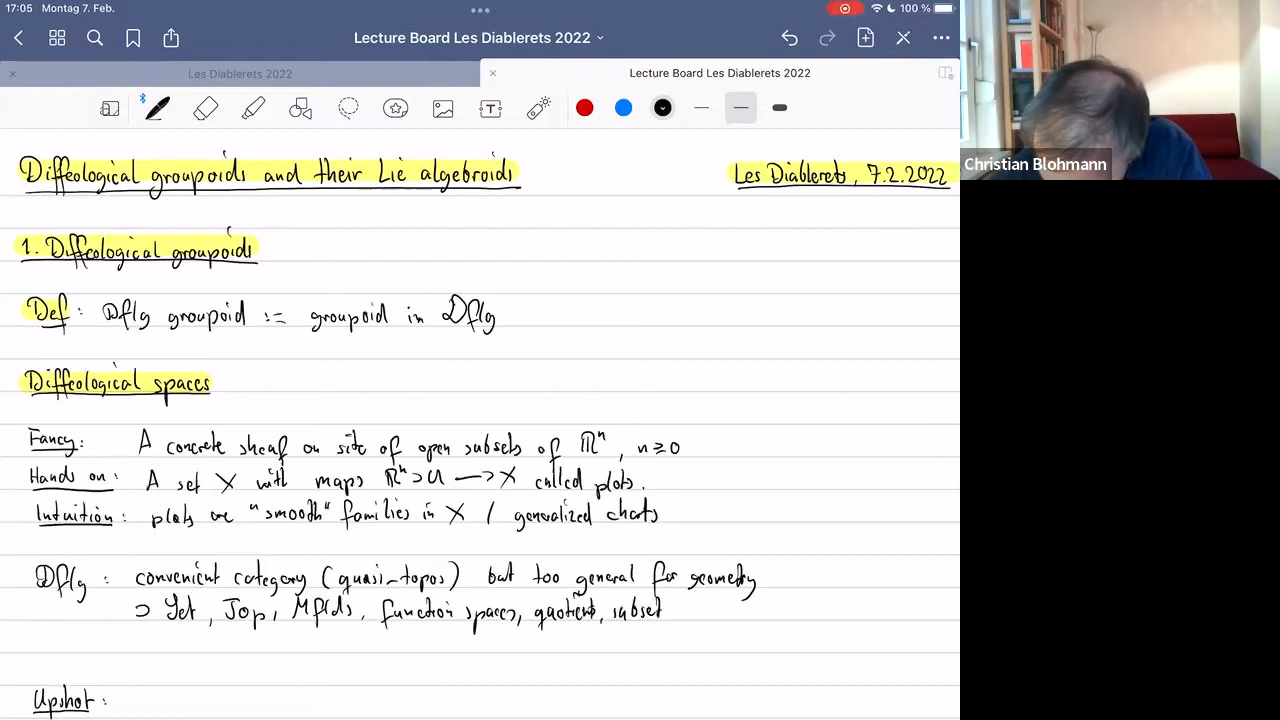 17:05 Montag 7. Feb.
100 %
Lecture Board Les Diablerets 2022
Les Diablerets 2022
Lecture Board Les Diablerets 2022
Diffeological groupoids and their Lie algebroids
Les Diablerets, 7.2.2022
1. Diffeological groupoids
Def: Dflg groupoid := groupoid in Dflg
Diffeological spaces
Fancy: A concrete sheaf on site of open subsets of ℝⁿ, n ≥ 0
Hands on: A set X with maps ℝⁿ ⊃ U → X called plots.
Intuition: plots are "smooth" families in X / generalized charts
Dflg: convenient category (quasi-topos) but too general for geometry
⊃ Set, Top, Mflds, function spaces, quotient, subset
Upshot:
Christian Blohmann